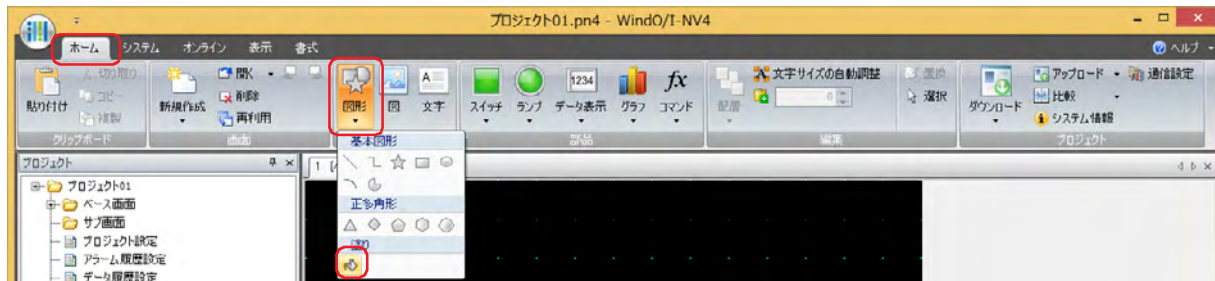 プロジェクト01.pn4 - WindO/I-NV4
ホーム システム オンライン 表示 書式 ヘルプ
貼り付け 切り取り コピー 複製
新規作成 開く 削除 再利用
図形 図 文字
スイッチ ランプ データ表示 グラフ コマンド
1234
fx
配置 文字サイズの自動調整 0
置換 選択
ダウンロード アップロード 比較 システム情報 通信設定
クリップボード 画面 部品 編集 プロジェクト
基本図形
正多角形
塗り
プロジェクト
1
プロジェクト01
ベース画面
サブ画面
プロジェクト設定
アラーム履歴設定
データ履歴設定